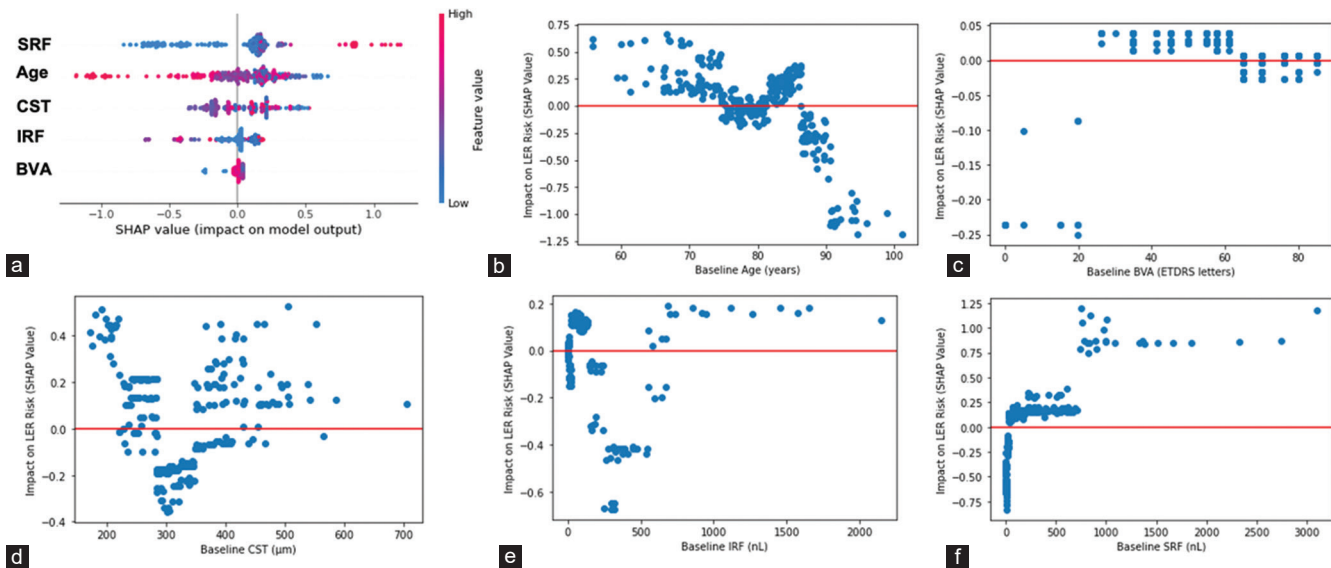 SRF
Age
CST
IRF
BVA
−1.0 −0.5 0.0 0.5 1.0
SHAP value (impact on model output)
High
Feature value
Low
a
Impact on LER Risk (SHAP Value)
0.75
0.50
0.25
0.00
−0.25
−0.50
−0.75
−1.00
−1.25
60 70 80 90 100
Baseline Age (years)
b
Impact on LER Risk (SHAP Value)
0.05
0.00
−0.05
−0.10
−0.15
−0.20
−0.25
0 20 40 60 80
Baseline BVA (ETDRS letters)
c
Impact on LER Risk (SHAP Value)
0.4
0.2
0.0
−0.2
−0.4
200 300 400 500 600 700
Baseline CST (μm)
d
Impact on LER Risk (SHAP Value)
0.2
0.0
−0.2
−0.4
−0.6
0 500 1000 1500 2000
Baseline IRF (nL)
e
Impact on LER Risk (SHAP Value)
1.25
1.00
0.75
0.50
0.25
0.00
−0.25
−0.50
−0.75
0 500 1000 1500 2000 2500 3000
Baseline SRF (nL)
f